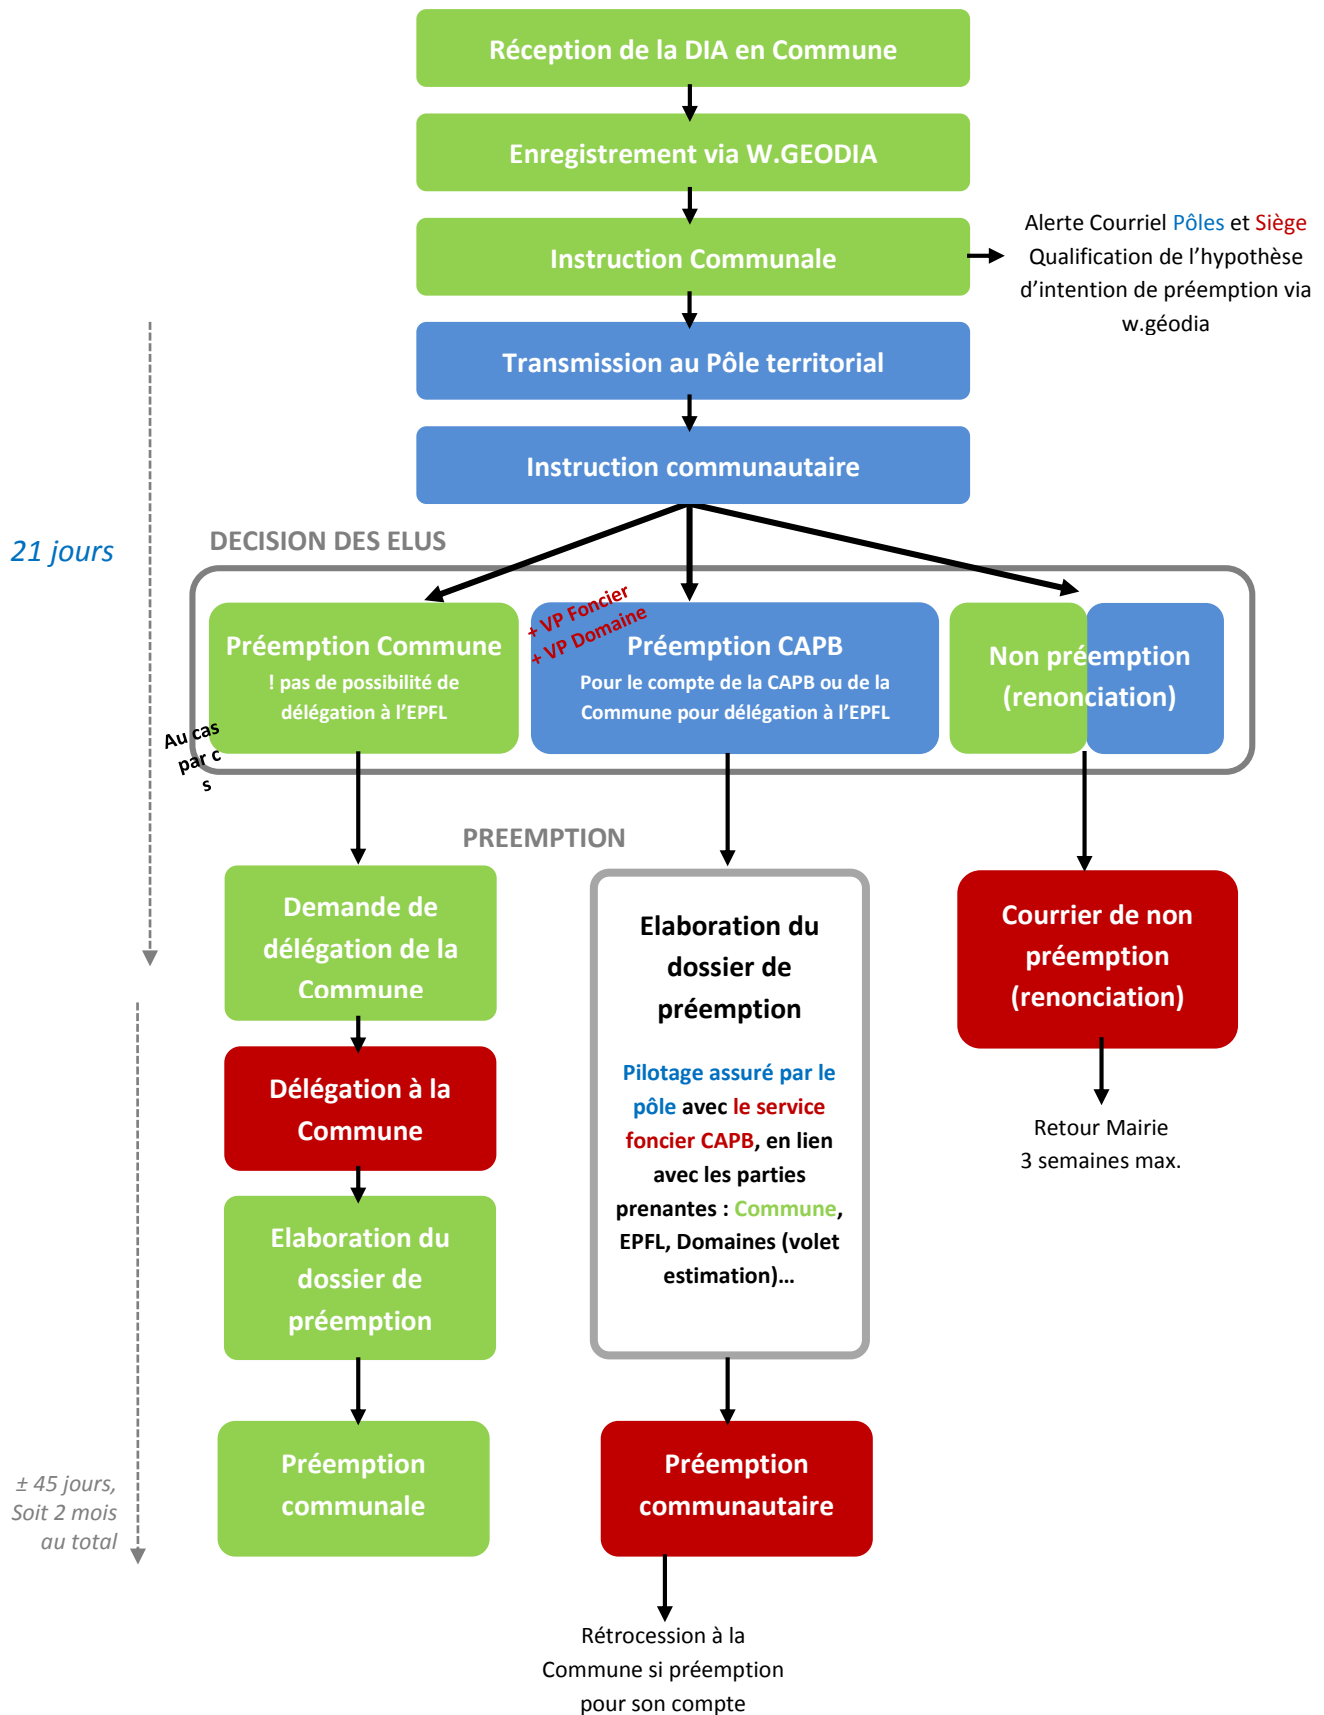 Réception de la DIA en Commune
Enregistrement via W.GEODIA
Instruction Communale
Alerte Courriel Pôles et Siège
Qualification de l’hypothèse
d’intention de préemption via
w.géodia
Transmission au Pôle territorial
Instruction communautaire
21 jours
DECISION DES ELUS
Préemption Commune
! pas de possibilité de
délégation à l’EPFL
Au cas
par c
s
+ VP Foncier
+ VP Domaine
Préemption CAPB
Pour le compte de la CAPB ou de la
Commune pour délégation à l’EPFL
Non préemption
(renonciation)
PREEMPTION
Demande de
délégation de la
Commune
Délégation à la
Commune
Elaboration du
dossier de
préemption
Préemption
communale
Elaboration du
dossier de
préemption
Pilotage assuré par le
pôle avec le service
foncier CAPB, en lien
avec les parties
prenantes : Commune,
EPFL, Domaines (volet
estimation)…
Préemption
communautaire
Rétrocession à la
Commune si préemption
pour son compte
Courrier de non
préemption
(renonciation)
Retour Mairie
3 semaines max.
± 45 jours,
Soit 2 mois
au total